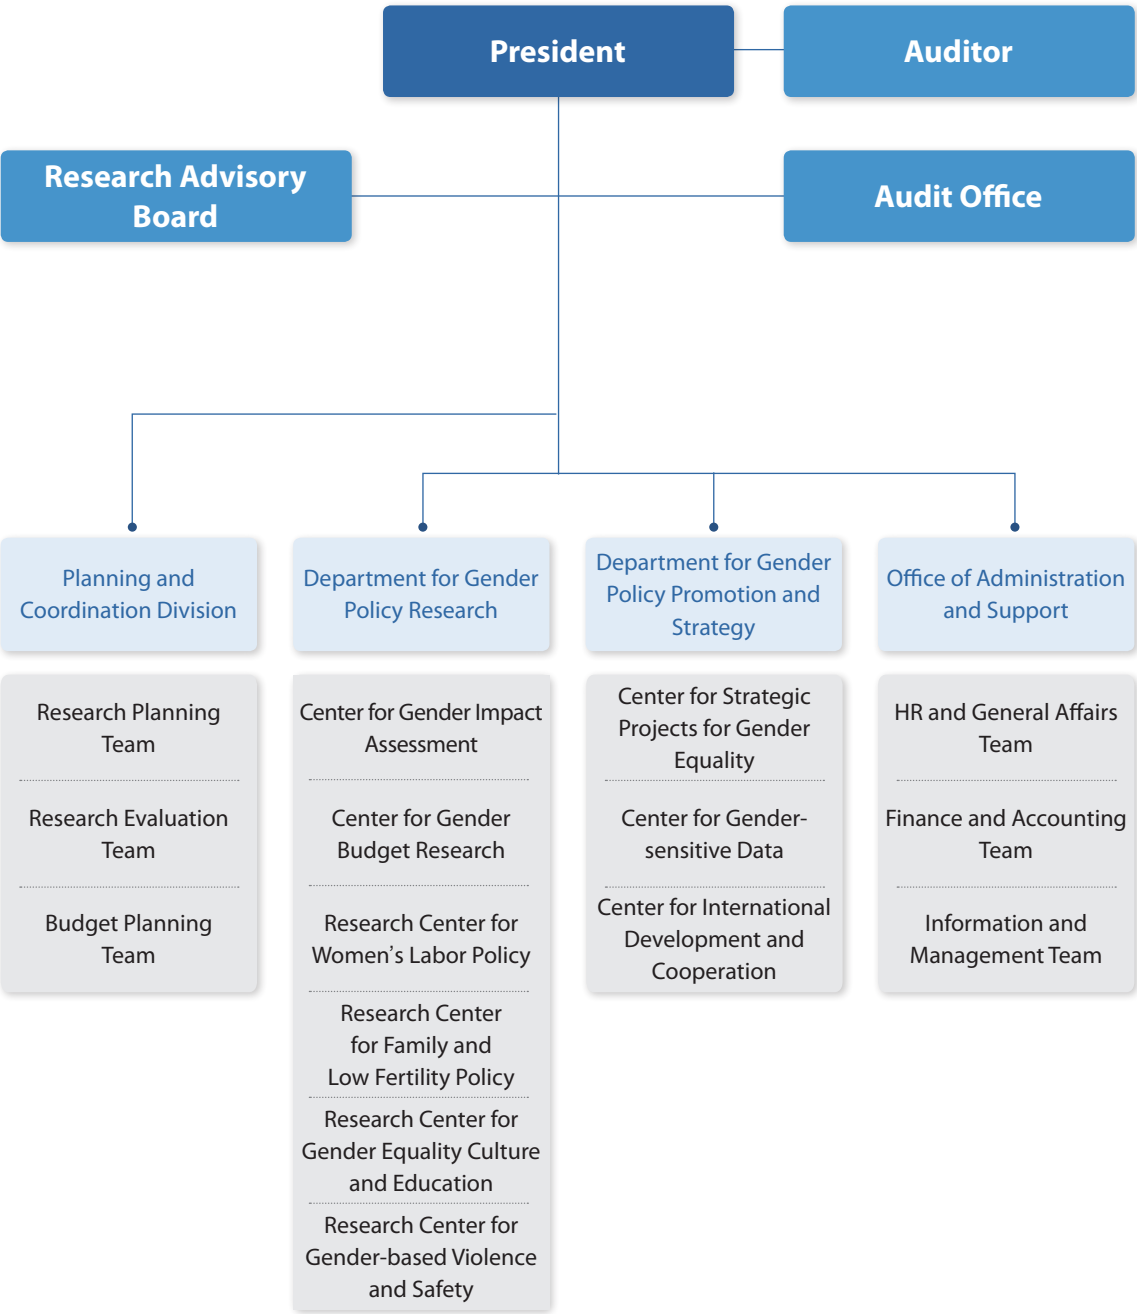 President
Auditor
Research Advisory
Board
Audit Office
Planning and
Coordination Division
Research Planning
Team
Research Evaluation
Team
Budget Planning
Team
Department for Gender
Policy Research
Center for Gender Impact
Assessment
Center for Gender
Budget Research
Research Center for
Women’s Labor Policy
Research Center
for Family and
Low Fertility Policy
Research Center for
Gender Equality Culture
and Education
Research Center for
Gender-based Violence
and Safety
Department for Gender
Policy Promotion and
Strategy
Center for Strategic
Projects for Gender
Equality
Center for Gender-
sensitive Data
Center for International
Development and
Cooperation
Office of Administration
and Support
HR and General Affairs
Team
Finance and Accounting
Team
Information and
Management Team